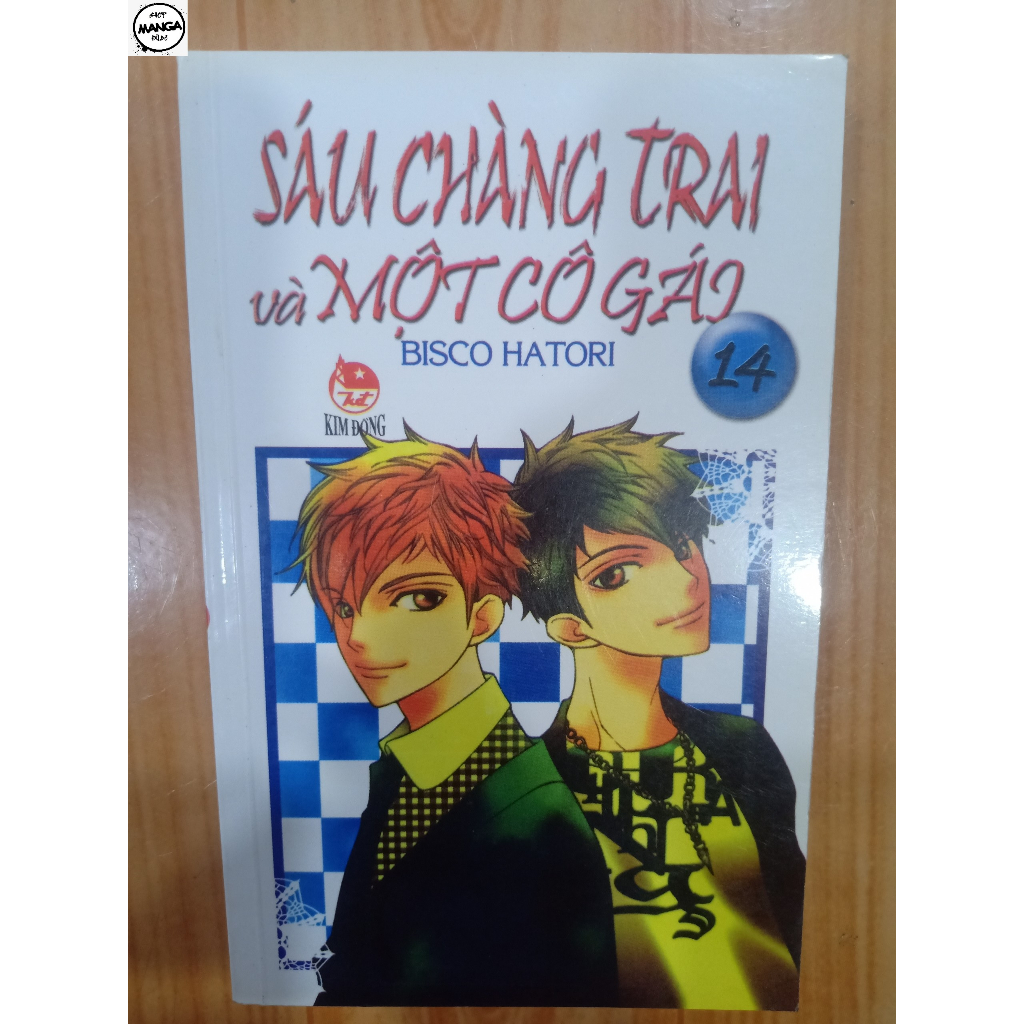 MANGA
SÁU CHÀNG TRAI
và MỘT CÔ GÁI
BISCO HATORI
14
KIM ĐỒNG